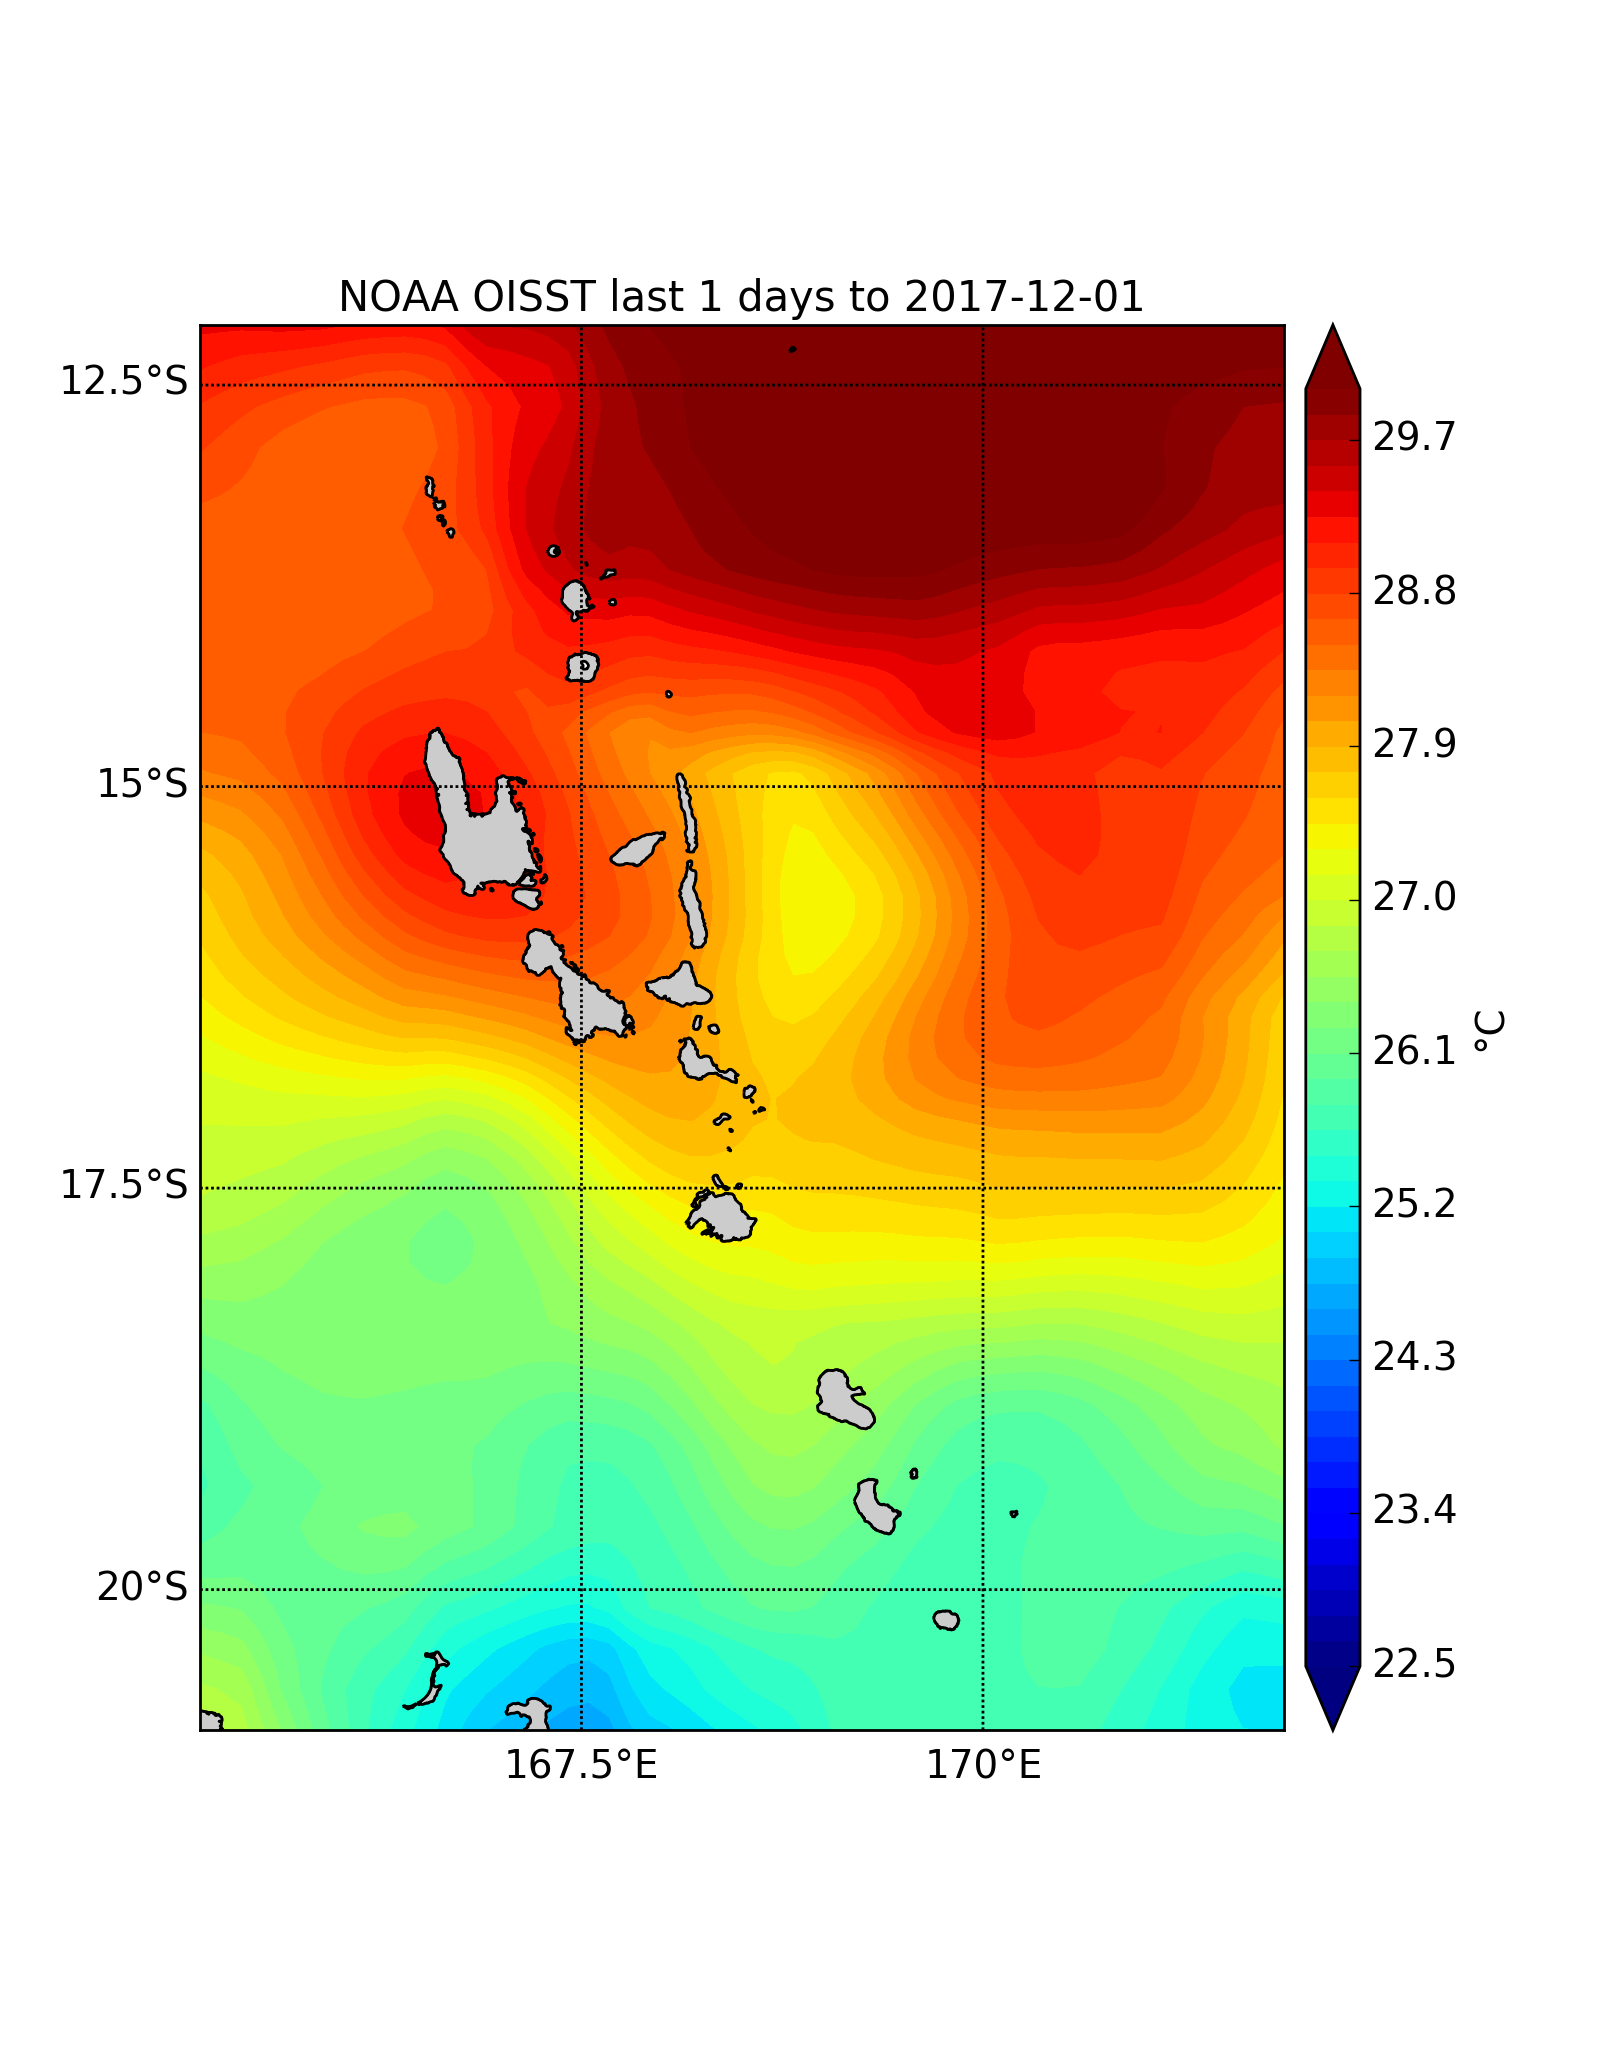 NOAA OISST last 1 days to 2017-12-01
12.5°S
15°S
17.5°S
20°S
167.5°E
170°E
29.7
28.8
27.9
27.0
26.1
25.2
24.3
23.4
22.5
°C